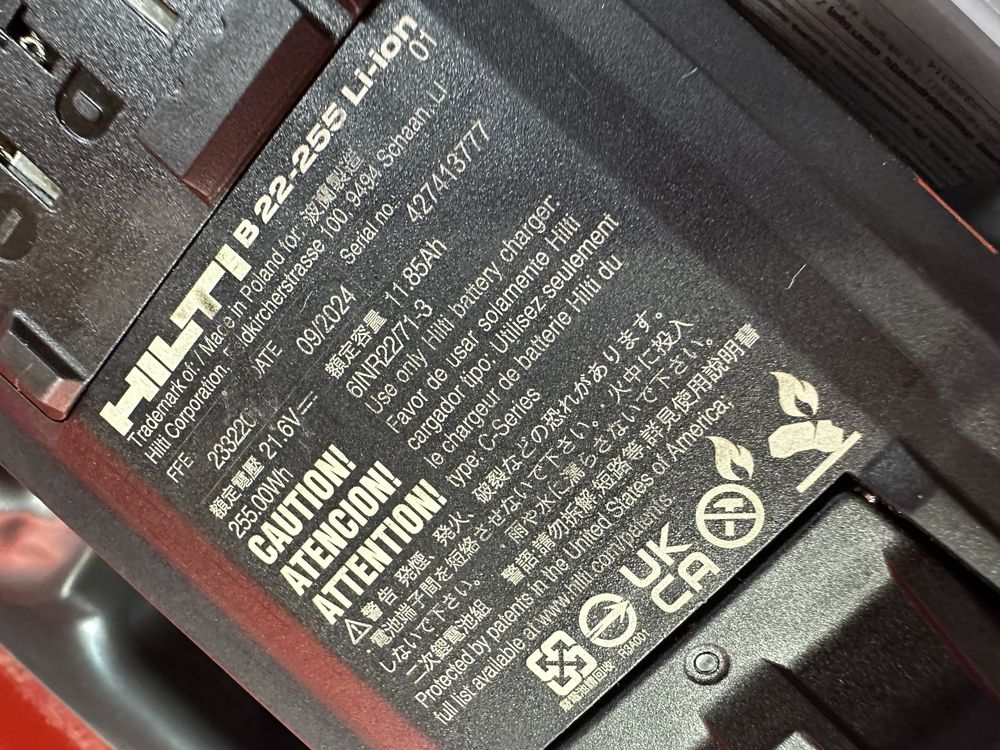 HILTI B 22-255 Li-ion
01
Trademark of: / Made in Poland for: 波蘭製造
Hilti Corporation, Feldkircherstrasse 100, 9494 Schaan, LI
FFE ATE Serial no.
23322 09/2024 427413777
額定電壓 21.6V 額定容量 11.85Ah
255.00Wh 6INR22/71-3
CAUTION!
ATENCION!
ATTENTION!
Use only Hilti battery charger
Favor de usar solamente Hilti
cargador tipo: Utilisez seulement
le chargeur de batterie Hilti du
type: C-Series
警告 発煙、発火、破裂などの恐れがあります。
・電池端子間を短絡させないで下さい。火中に投入
しないで下さい。・雨や水に濡らさないで下さい。
二次鋰電池組 警語:請勿拆解/短路等,詳見使用說明書
Protected by patents in the United States of America;
full list available at www.hilti.com/patents
R3A001
UK
CA